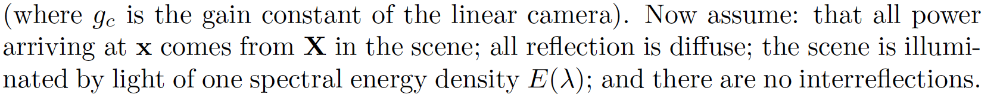 (where g_c is the gain constant of the linear camera). Now assume: that all power
arriving at x comes from X in the scene; all reflection is diffuse; the scene is illumi-
nated by light of one spectral energy density E(λ); and there are no interreflections.